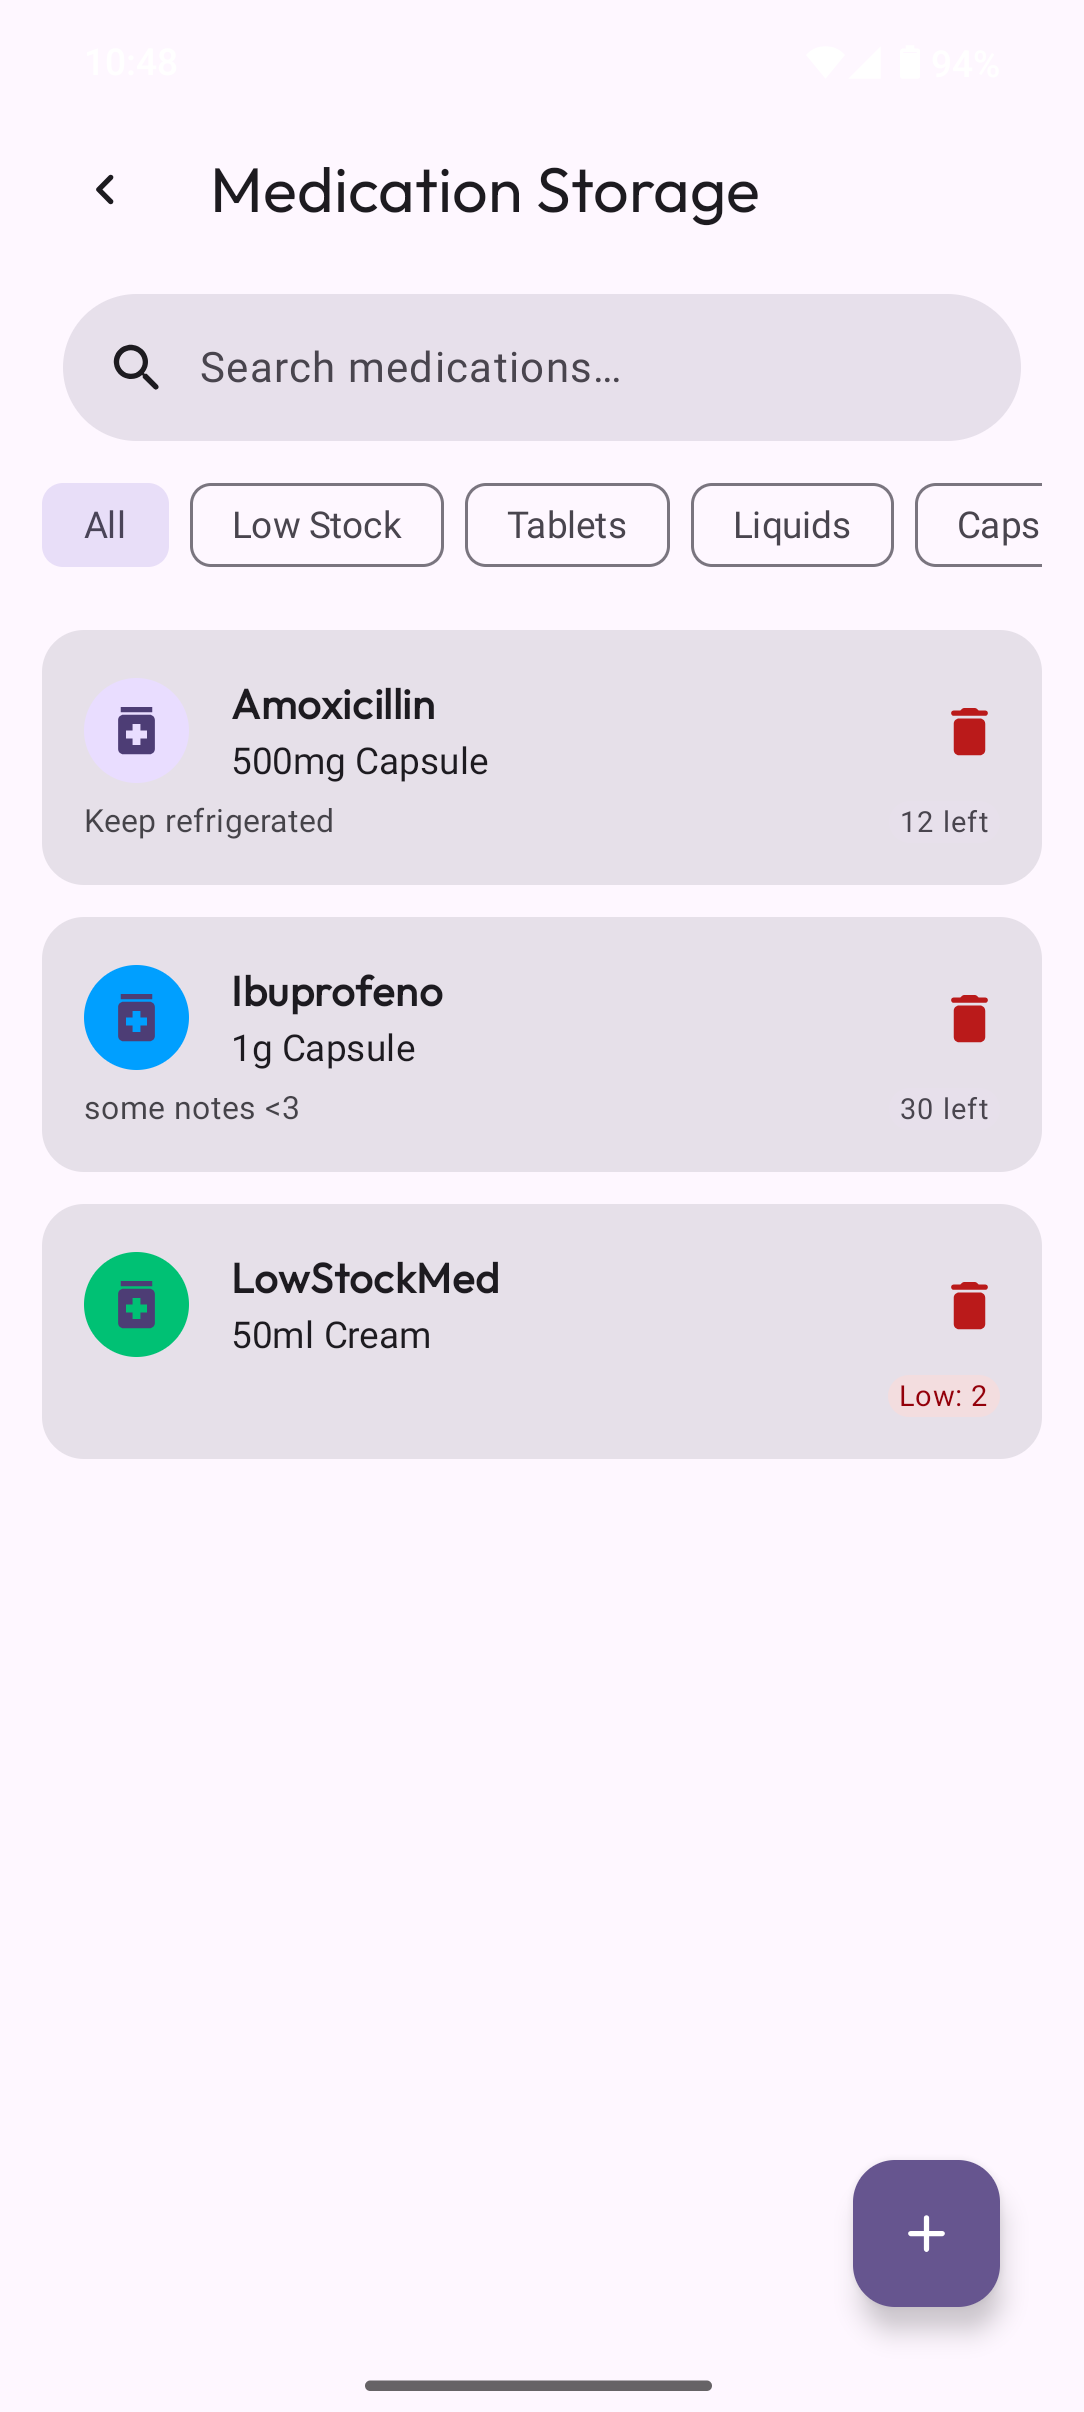 10:48
94%
Medication Storage
Search medications…
All
Low Stock
Tablets
Liquids
Caps
Amoxicillin
500mg Capsule
Keep refrigerated
12 left
Ibuprofeno
1g Capsule
some notes <3
30 left
LowStockMed
50ml Cream
Low: 2